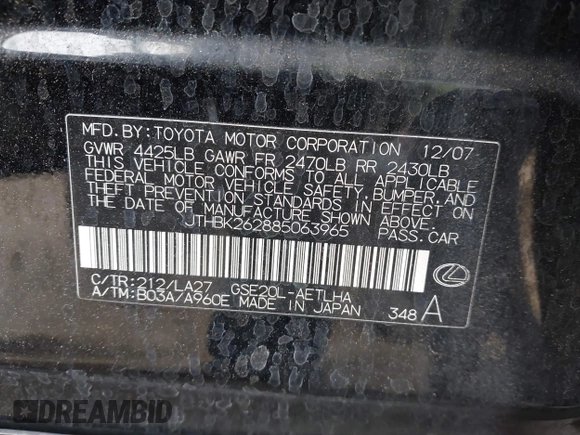 MFD. BY: TOYOTA MOTOR CORPORATION 12/07
GVWR 4425LB GAWR FR 2470LB RR 2430LB
THIS VEHICLE CONFORMS TO ALL APPLICABLE
FEDERAL MOTOR VEHICLE SAFETY, BUMPER, AND
THEFT PREVENTION STANDARDS IN EFFECT ON
THE DATE OF MANUFACTURE SHOWN ABOVE.
JTHBK262885063965 PASS. CAR
C/TR: 212/LA27 GSE20L-AETLHA
A/TM: B03A/A960E MADE IN JAPAN 348 A
DREAMBID